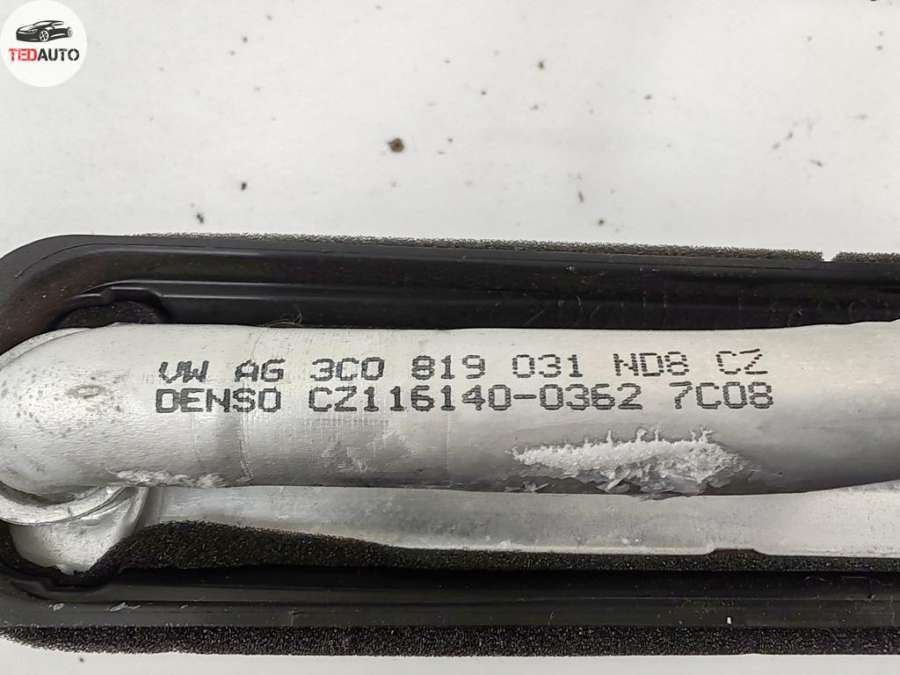 TEDAUTO
VW AG 3C0 819 031 ND8 CZ
DENSO CZ116140-0362 7C08